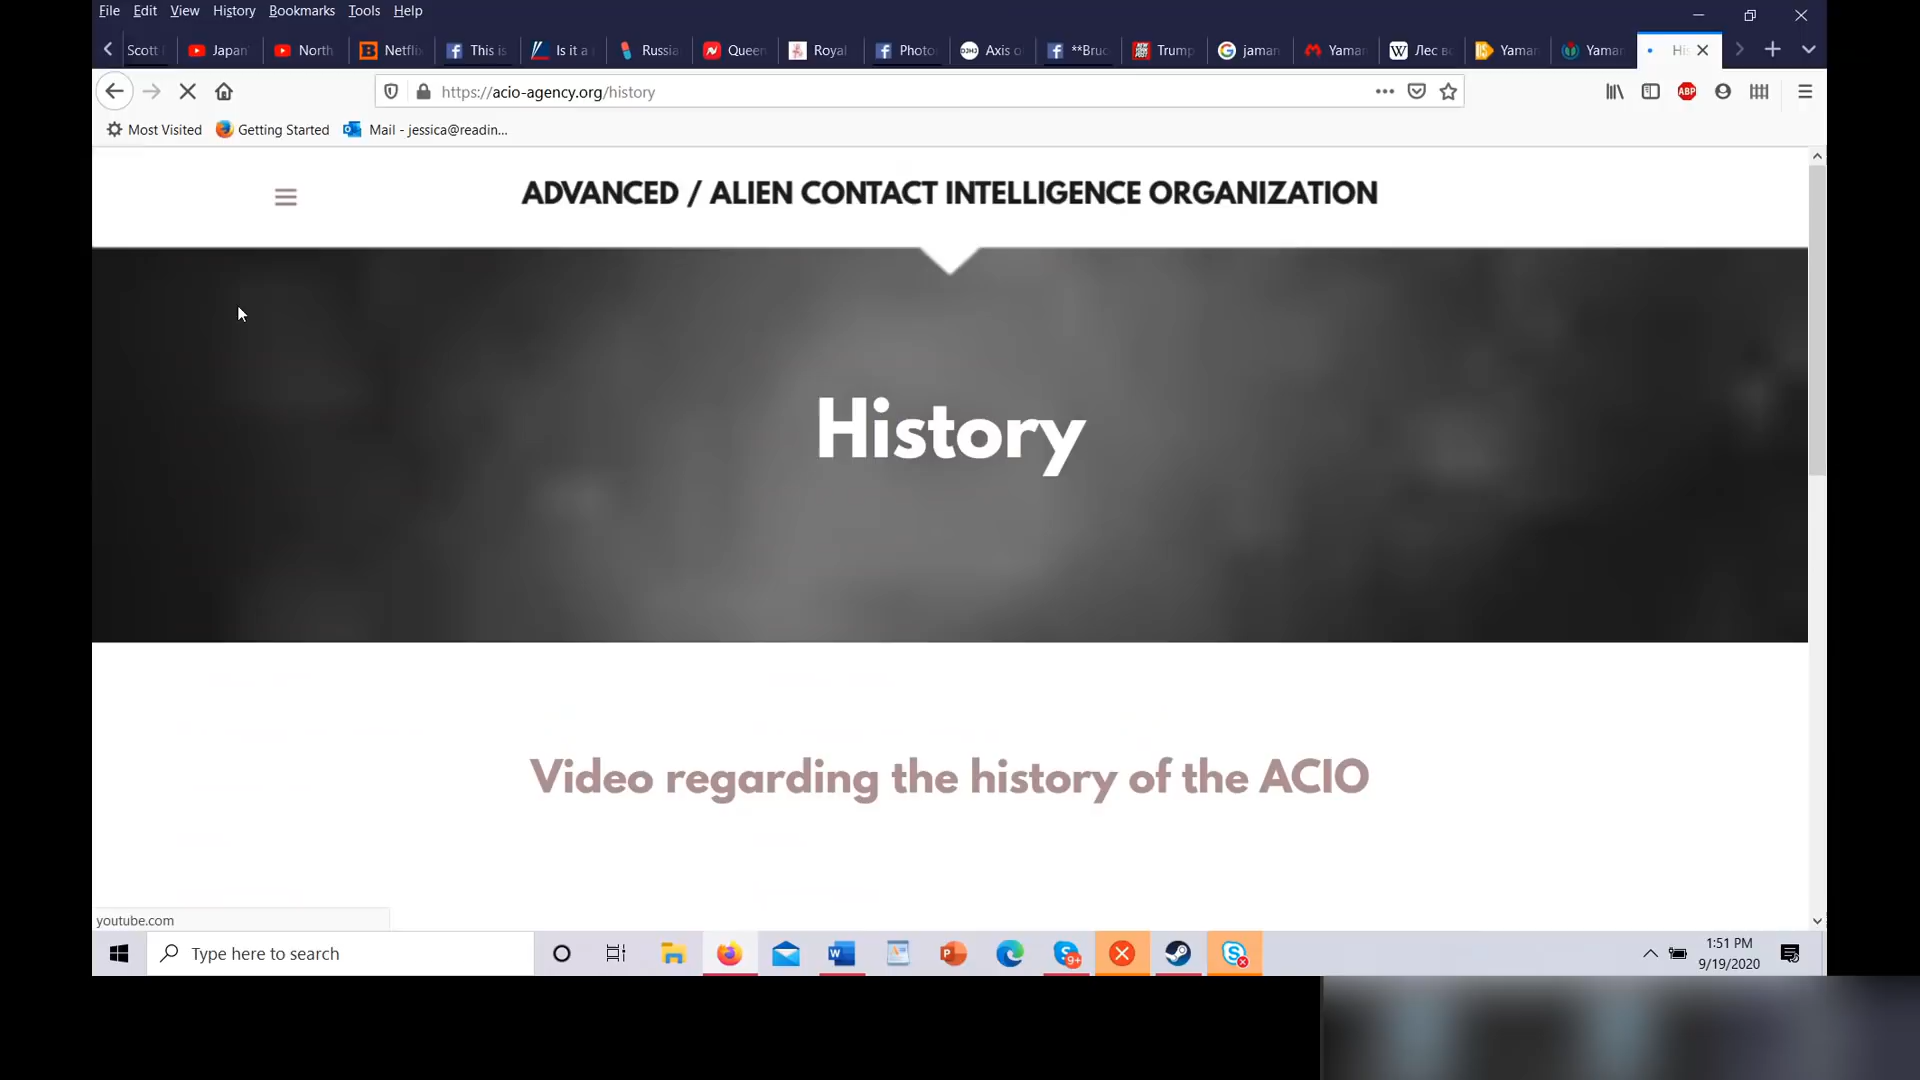 File Edit View History Bookmarks Tools Help
Scott Japan North Netfli This is Is it a Russia Queen Royal Photo Axis o **Bruc Trump jaman Yaman Лес вс Yaman Yaman His
https://acio-agency.org/history
Most Visited Getting Started Mail - jessica@readin...
ADVANCED / ALIEN CONTACT INTELLIGENCE ORGANIZATION
History
Video regarding the history of the ACIO
youtube.com
Type here to search
1:51 PM
9/19/2020